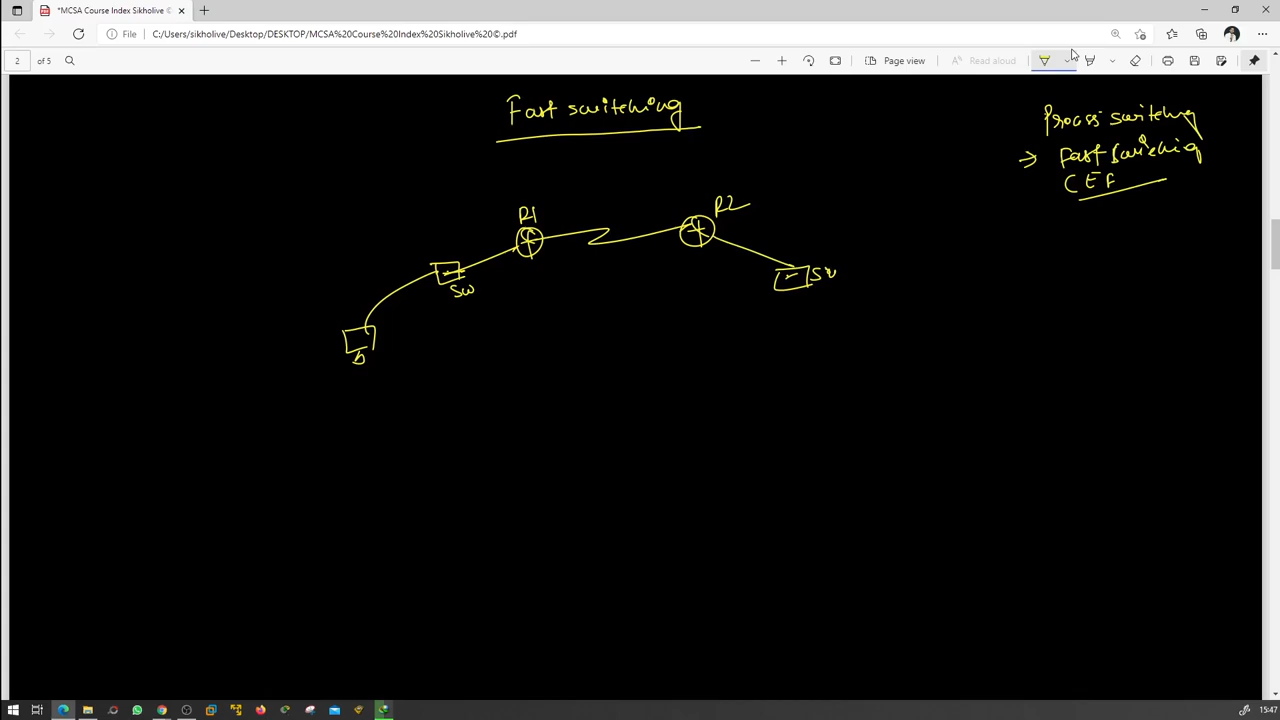 *MCSA Course Index Sikholive ©
File
C:/Users/sikholive/Desktop/DESKTOP/MCSA%20Course%20Index%20Sikholive%20©.pdf
2 of 5
Page view
Read aloud
Fast switching
Process switching
→ Fast Switching
CEF
R1
R2
SW
SW
15:47